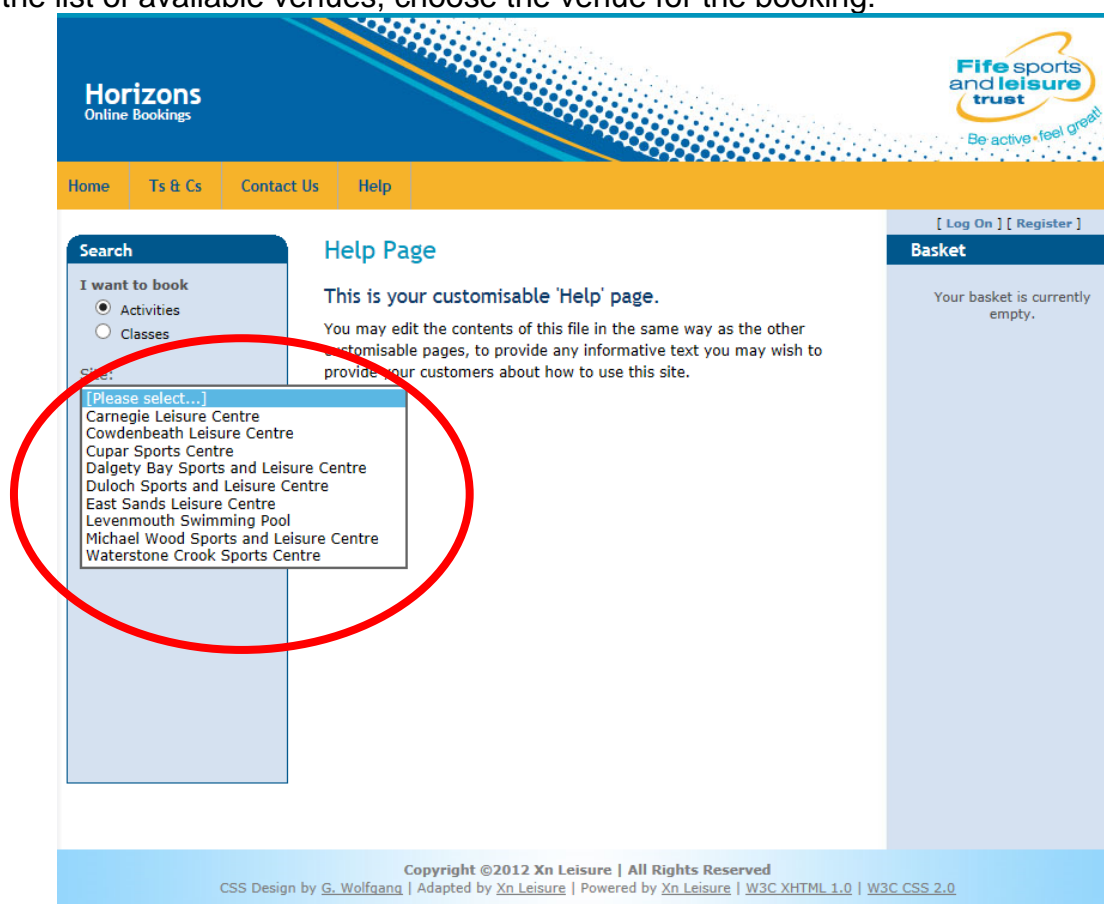 the list of available venues, choose the venue for the booking.
Horizons
Online Bookings
Fife sports
and leisure
trust
Be active • feel great!
Home Ts & Cs Contact Us Help
[ Log On ] [ Register ]
Search
I want to book
Activities
Classes
Site:
[Please select...]
Carnegie Leisure Centre
Cowdenbeath Leisure Centre
Cupar Sports Centre
Dalgety Bay Sports and Leisure Centre
Duloch Sports and Leisure Centre
East Sands Leisure Centre
Levenmouth Swimming Pool
Michael Wood Sports and Leisure Centre
Waterstone Crook Sports Centre
Help Page
This is your customisable 'Help' page.
You may edit the contents of this file in the same way as the other
customisable pages, to provide any informative text you may wish to
provide your customers about how to use this site.
Basket
Your basket is currently
empty.
Copyright ©2012 Xn Leisure | All Rights Reserved
CSS Design by G. Wolfgang | Adapted by Xn Leisure | Powered by Xn Leisure | W3C XHTML 1.0 | W3C CSS 2.0